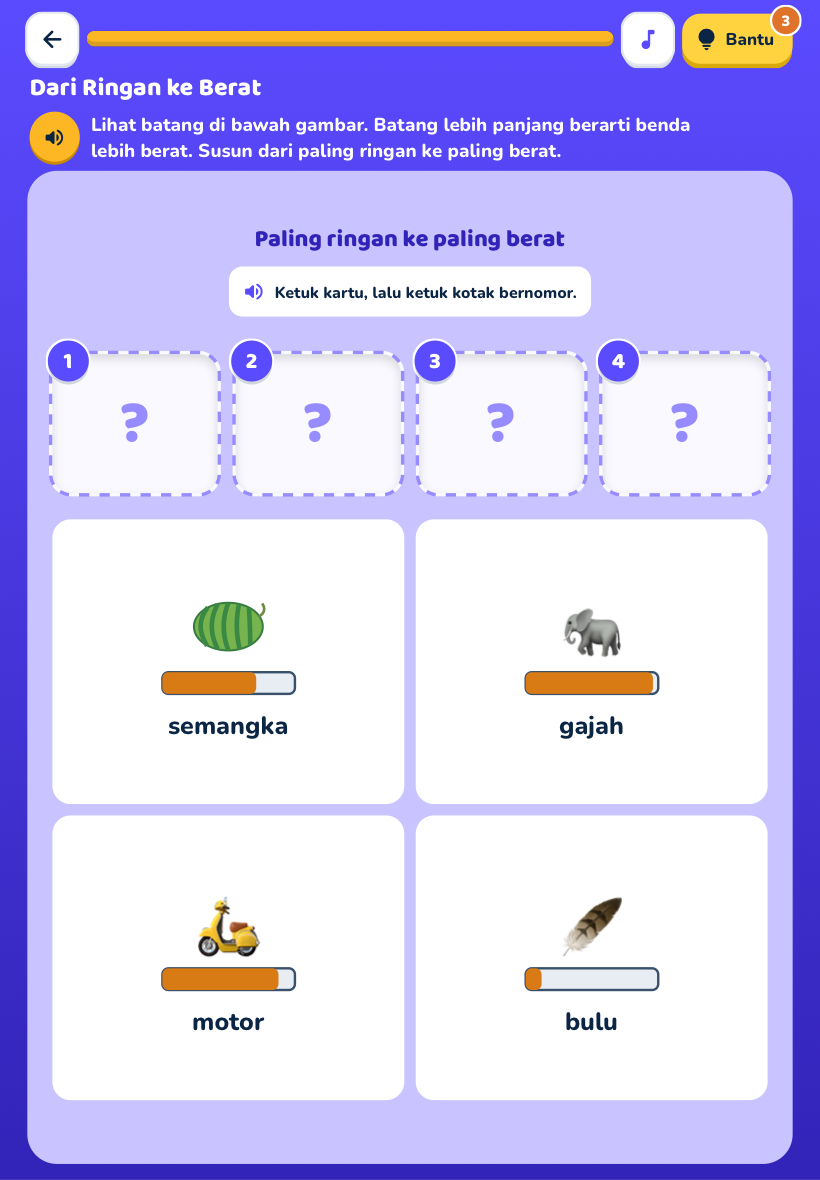 3
Bantu
Dari Ringan ke Berat
Lihat batang di bawah gambar. Batang lebih panjang berarti benda
lebih berat. Susun dari paling ringan ke paling berat.
Paling ringan ke paling berat
Ketuk kartu, lalu ketuk kotak bernomor.
1 2 3 4
? ? ? ?
semangka gajah
motor bulu